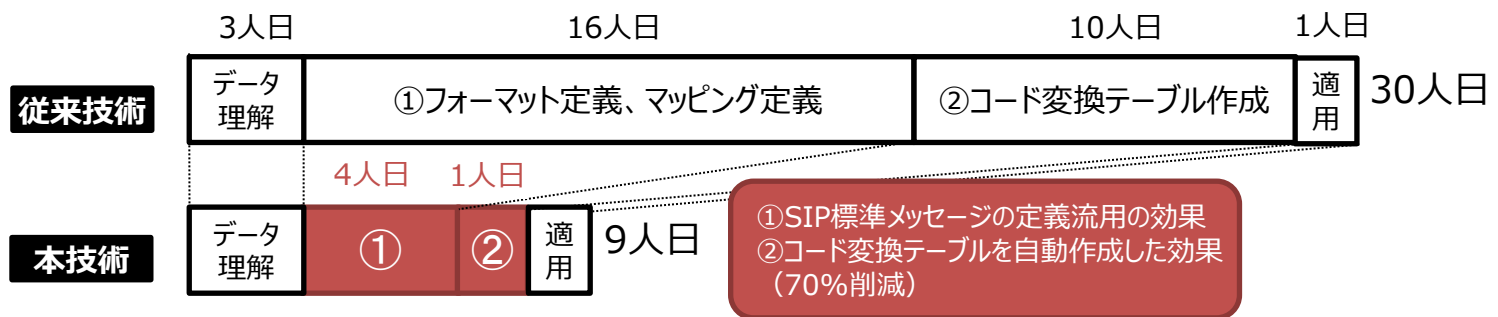 3人日
16人日
10人日
1人日
従来技術
データ
理解
①フォーマット定義、マッピング定義
②コード変換テーブル作成
適
用
30人日
4人日
1人日
本技術
データ
理解
①
②
適
用
9人日
①SIP標準メッセージの定義流用の効果
②コード変換テーブルを自動作成した効果
（70%削減）